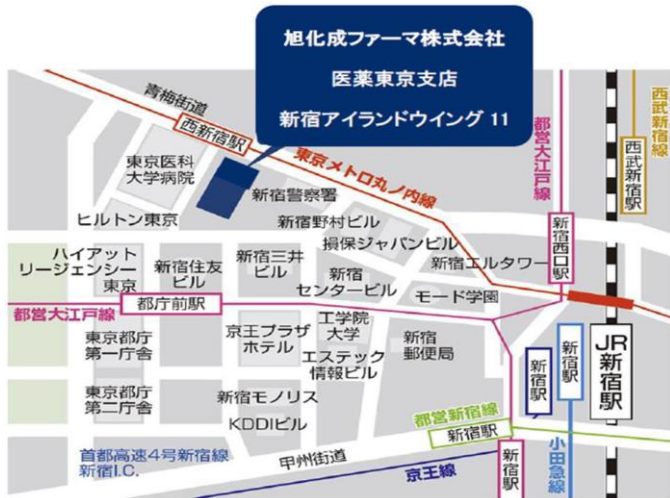 旭化成ファーマ株式会社
医薬東京支店
新宿アイランドウイング 11
青梅街道
西新宿駅
東京メトロ丸ノ内線
都営大江戸線
西武新宿線
西武新宿駅
東京医科
大学病院
新宿警察署
ヒルトン東京
新宿野村ビル
損保ジャパンビル
新宿西口駅
ハイアット
リージェンシー
東京
新宿住友
ビル
新宿三井
ビル
新宿
センタービル
新宿エルタワー
モード学園
都営大江戸線
都庁前駅
東京都庁
第一庁舎
京王プラザ
ホテル
工学院
大学
エステック
情報ビル
新宿
郵便局
新宿駅
新宿駅
JR新宿駅
東京都庁
第二庁舎
新宿モノリス
KDDIビル
都営新宿線
新宿駅
首都高速4号新宿線
新宿I.C.
甲州街道
京王線
新宿駅
小田急線